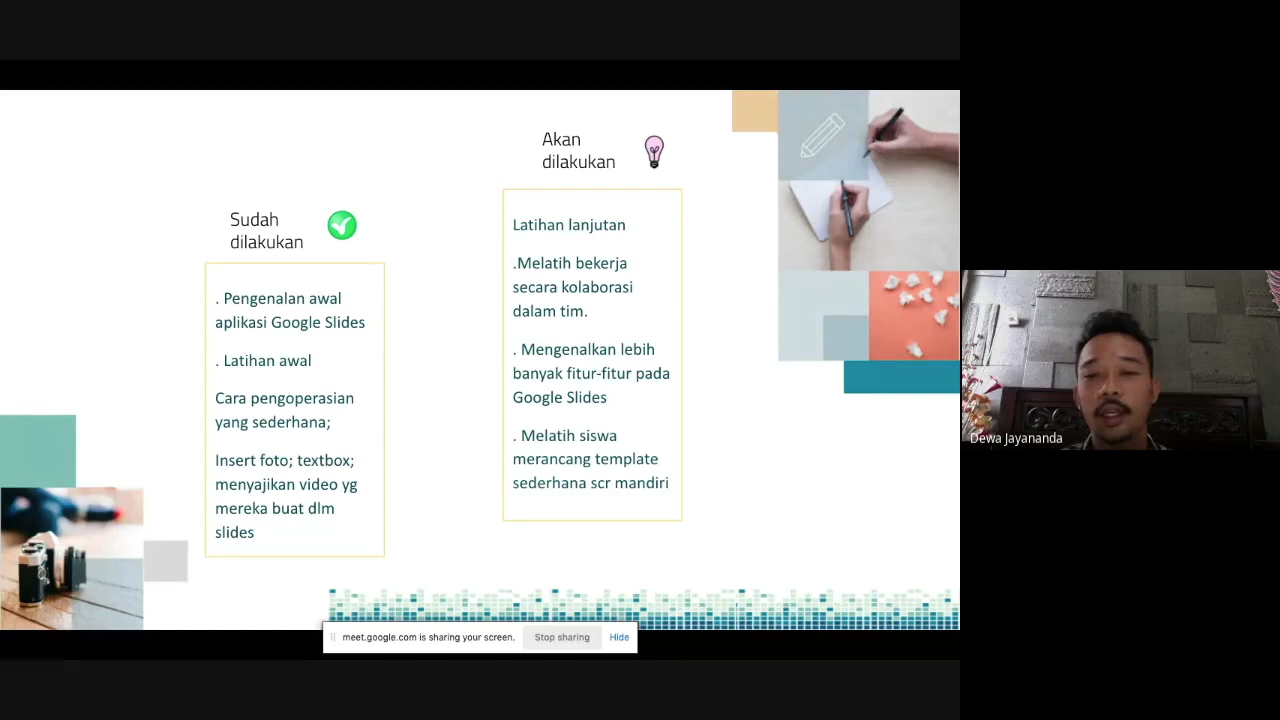 Sudah
dilakukan
. Pengenalan awal
aplikasi Google Slides
. Latihan awal
Cara pengoperasian
yang sederhana;
Insert foto; textbox;
menyajikan video yg
mereka buat dlm
slides
Akan
dilakukan
Latihan lanjutan
.Melatih bekerja
secara kolaborasi
dalam tim.
. Mengenalkan lebih
banyak fitur-fitur pada
Google Slides
. Melatih siswa
merancang template
sederhana scr mandiri
Dewa Jayananda
meet.google.com is sharing your screen.
Stop sharing
Hide